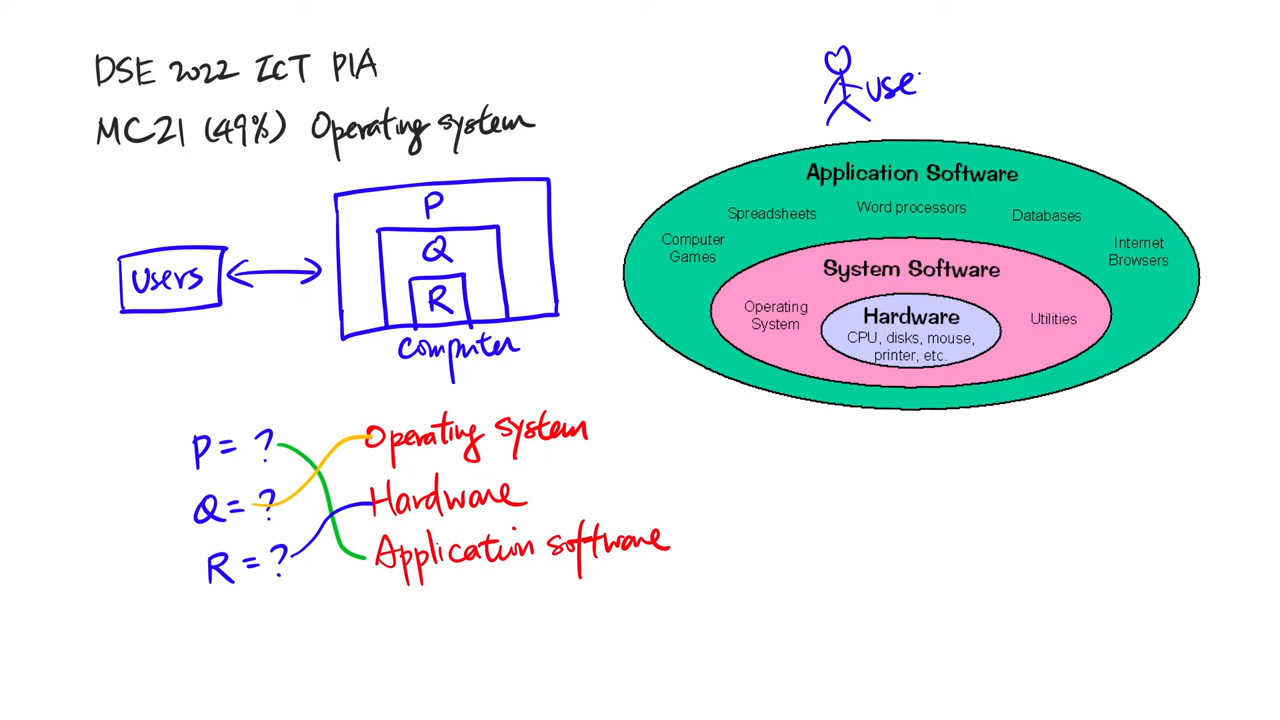 DSE 2022 ICT P1A
MC21 (49%) Operating system
Users
P
Q
R
Computer
P = ?
Q = ?
R = ?
Operating system
Hardware
Application software
use
Application Software
Spreadsheets
Word processors
Databases
Computer
Games
Internet
Browsers
System Software
Operating
System
Utilities
Hardware
CPU, disks, mouse,
printer, etc.